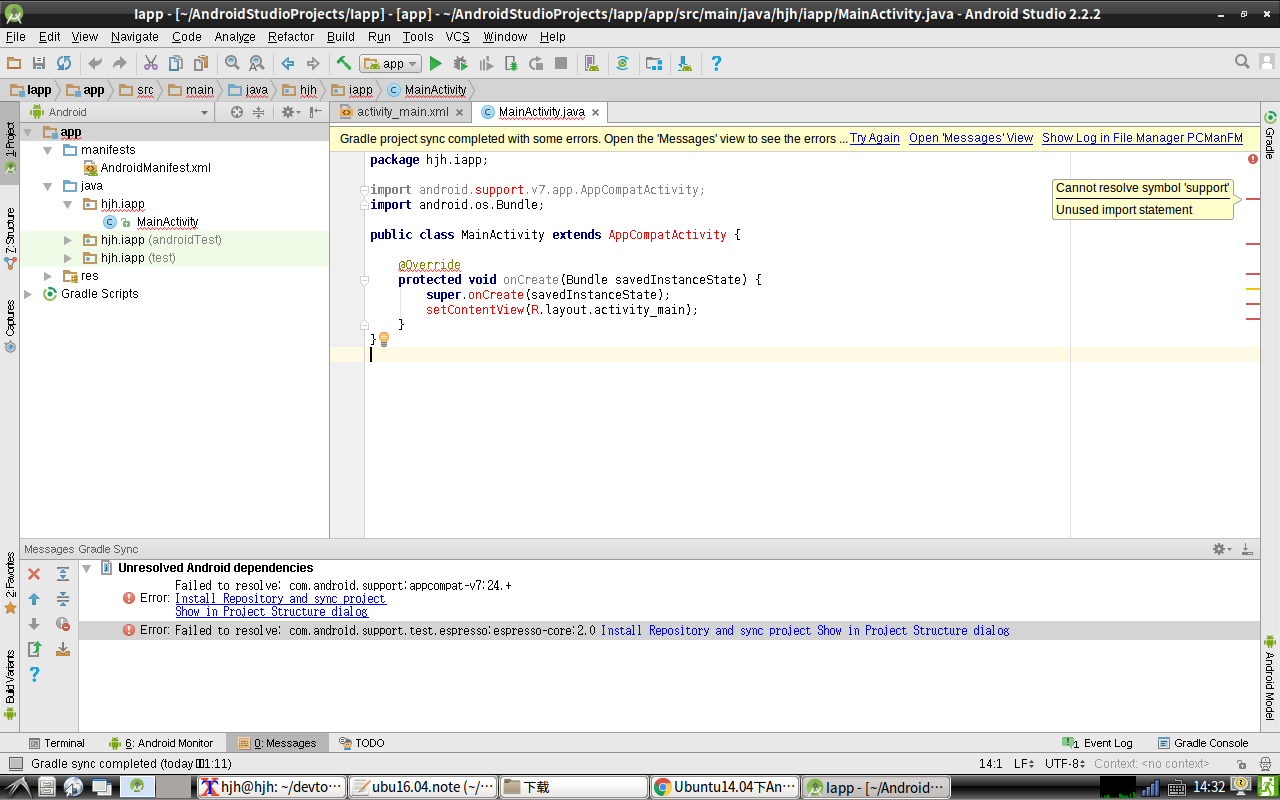 Iapp - [~/AndroidStudioProjects/Iapp] - [app] - ~/AndroidStudioProjects/Iapp/app/src/main/java/hjh/iapp/MainActivity.java - Android Studio 2.2.2
File Edit View Navigate Code Analyze Refactor Build Run Tools VCS Window Help
app
Iapp app src main java hjh iapp MainActivity
Android
activity_main.xml
MainActivity.java
Gradle project sync completed with some errors. Open the 'Messages' view to see the errors ... Try Again Open 'Messages' View Show Log in File Manager PCManFM
1: Project
7: Structure
Captures
2: Favorites
Build Variants
app
manifests
AndroidManifest.xml
java
hjh.iapp
MainActivity
hjh.iapp (androidTest)
hjh.iapp (test)
res
Gradle Scripts
package hjh.iapp;
import android.support.v7.app.AppCompatActivity;
import android.os.Bundle;
public class MainActivity extends AppCompatActivity {
@Override
protected void onCreate(Bundle savedInstanceState) {
super.onCreate(savedInstanceState);
setContentView(R.layout.activity_main);
}
}
Cannot resolve symbol 'support'
Unused import statement
Gradle
Android Model
Messages Gradle Sync
Unresolved Android dependencies
Failed to resolve: com.android.support:appcompat-v7:24.+
Error: Install Repository and sync project
Show in Project Structure dialog
Error: Failed to resolve: com.android.support.test.espresso:espresso-core:2.0 Install Repository and sync project Show in Project Structure dialog
Terminal 6: Android Monitor 0: Messages TODO 1 Event Log Gradle Console
Gradle sync completed (today 11:11) 14:1 LF UTF-8 Context: <no context>
hjh@hjh: ~/devto... ubu16.04.note (~/... 下载 Ubuntu14.04下An... Iapp - [~/Android... 14:32